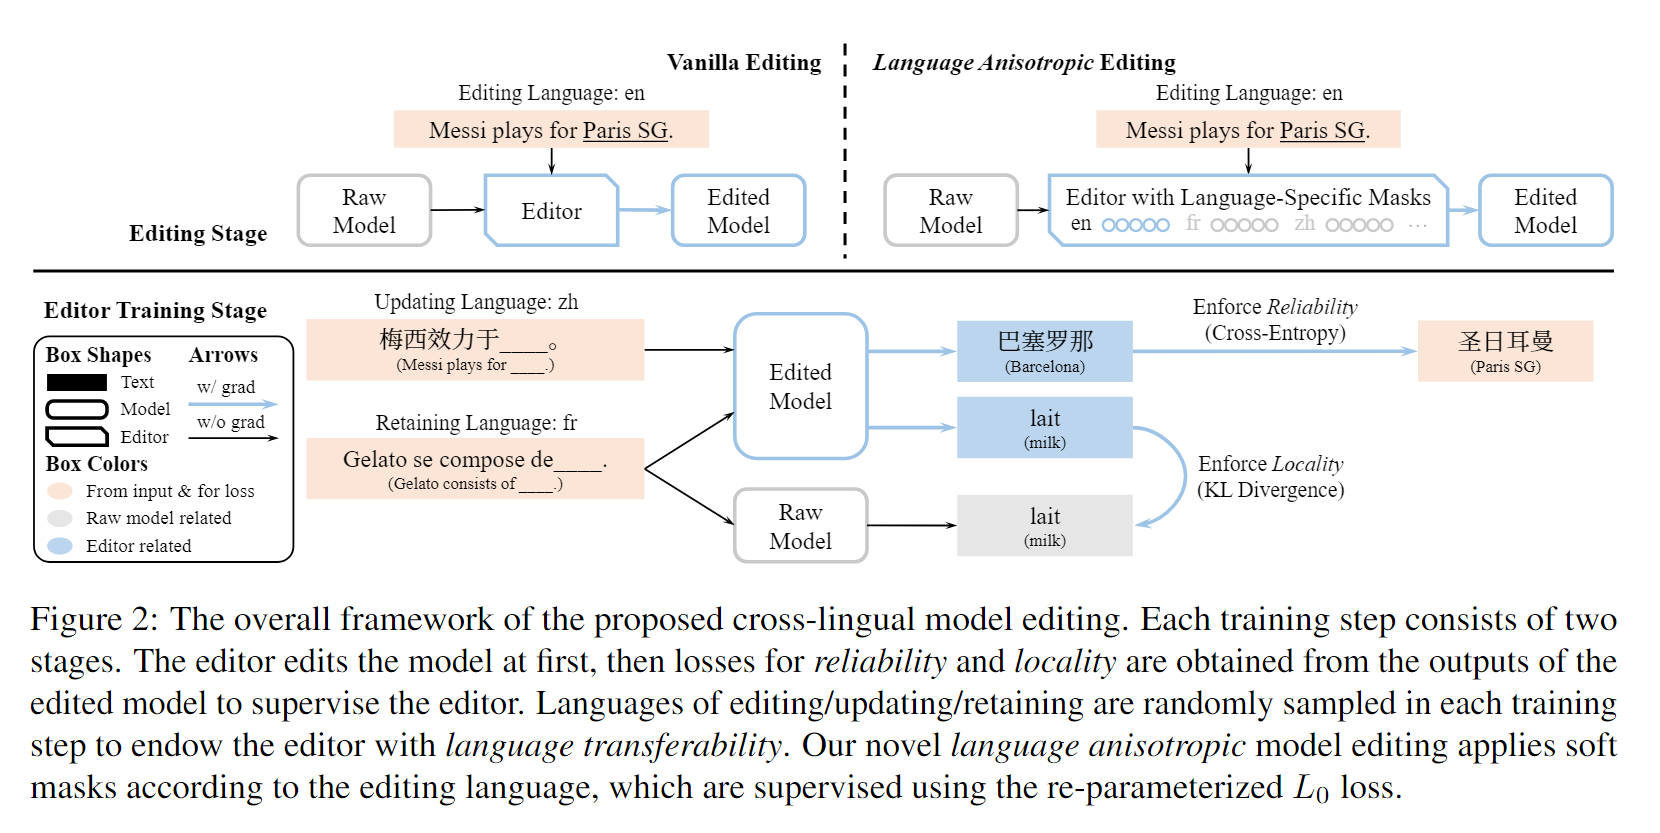 Vanilla Editing
Language Anisotropic Editing
Editing Language: en
Editing Language: en
Messi plays for Paris SG.
Messi plays for Paris SG.
Raw
Model
Editor
Edited
Model
Raw
Model
Editor with Language-Specific Masks
en fr zh ...
Edited
Model
Editing Stage
Editor Training Stage
Box Shapes
Arrows
Text
w/ grad
Model
w/o grad
Editor
Box Colors
From input & for loss
Raw model related
Editor related
Updating Language: zh
梅西效力于____。
(Messi plays for ____.)
Retaining Language: fr
Gelato se compose de____.
(Gelato consists of ____.)
Edited
Model
Raw
Model
巴塞罗那
(Barcelona)
lait
(milk)
lait
(milk)
Enforce Reliability
(Cross-Entropy)
圣日耳曼
(Paris SG)
Enforce Locality
(KL Divergence)
Figure 2: The overall framework of the proposed cross-lingual model editing. Each training step consists of two
stages. The editor edits the model at first, then losses for reliability and locality are obtained from the outputs of the
edited model to supervise the editor. Languages of editing/updating/retaining are randomly sampled in each training
step to endow the editor with language transferability. Our novel language anisotropic model editing applies soft
masks according to the editing language, which are supervised using the re-parameterized L₀ loss.